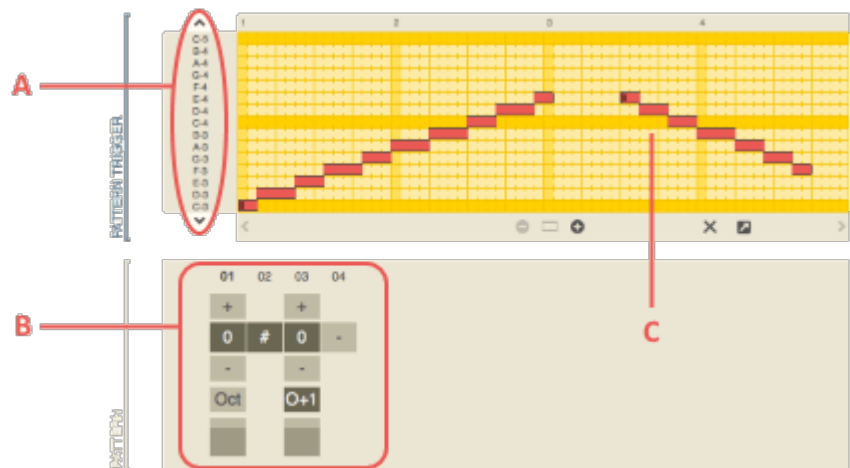 1 2 3 4
C-5
B-4
A-4
G-4
F-4
E-4
D-4
C-4
B-3
A-3
G-3
F-3
E-3
D-3
C-3
A
PATTERN TRIGGER
C
01 02 03 04
+ +
0 # 0 -
- -
Oct O+1
B
PATTERN